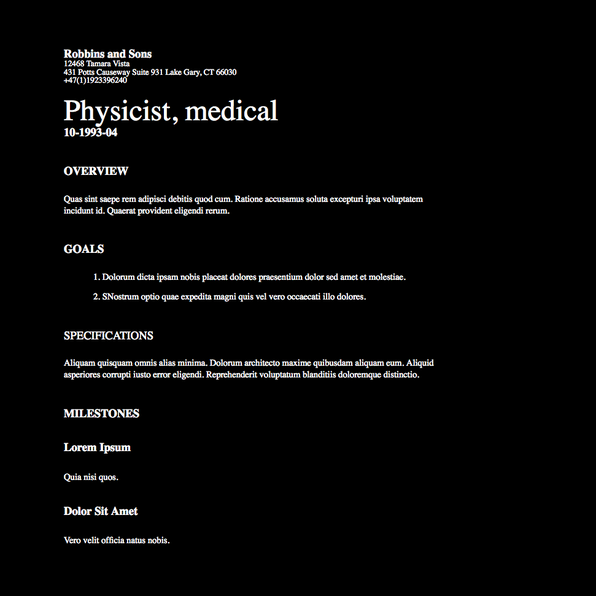 Robbins and Sons
12468 Tamara Vista
431 Potts Causeway Suite 931 Lake Gary, CT 66030
+47(1)1923396240
Physicist, medical
10-1993-04
OVERVIEW
Quas sint saepe rem adipisci debitis quod cum. Ratione accusamus soluta excepturi ipsa voluptatem
incidunt id. Quaerat provident eligendi rerum.
GOALS
1. Dolorum dicta ipsam nobis placeat dolores praesentium dolor sed amet et molestiae.
2. SNostrum optio quae expedita magni quis vel vero occaecati illo dolores.
SPECIFICATIONS
Aliquam quisquam omnis alias minima. Dolorum architecto maxime quibusdam aliquam eum. Aliquid
asperiores corrupti iusto error eligendi. Reprehenderit voluptatum blanditiis doloremque distinctio.
MILESTONES
Lorem Ipsum
Quia nisi quos.
Dolor Sit Amet
Vero velit officia natus nobis.